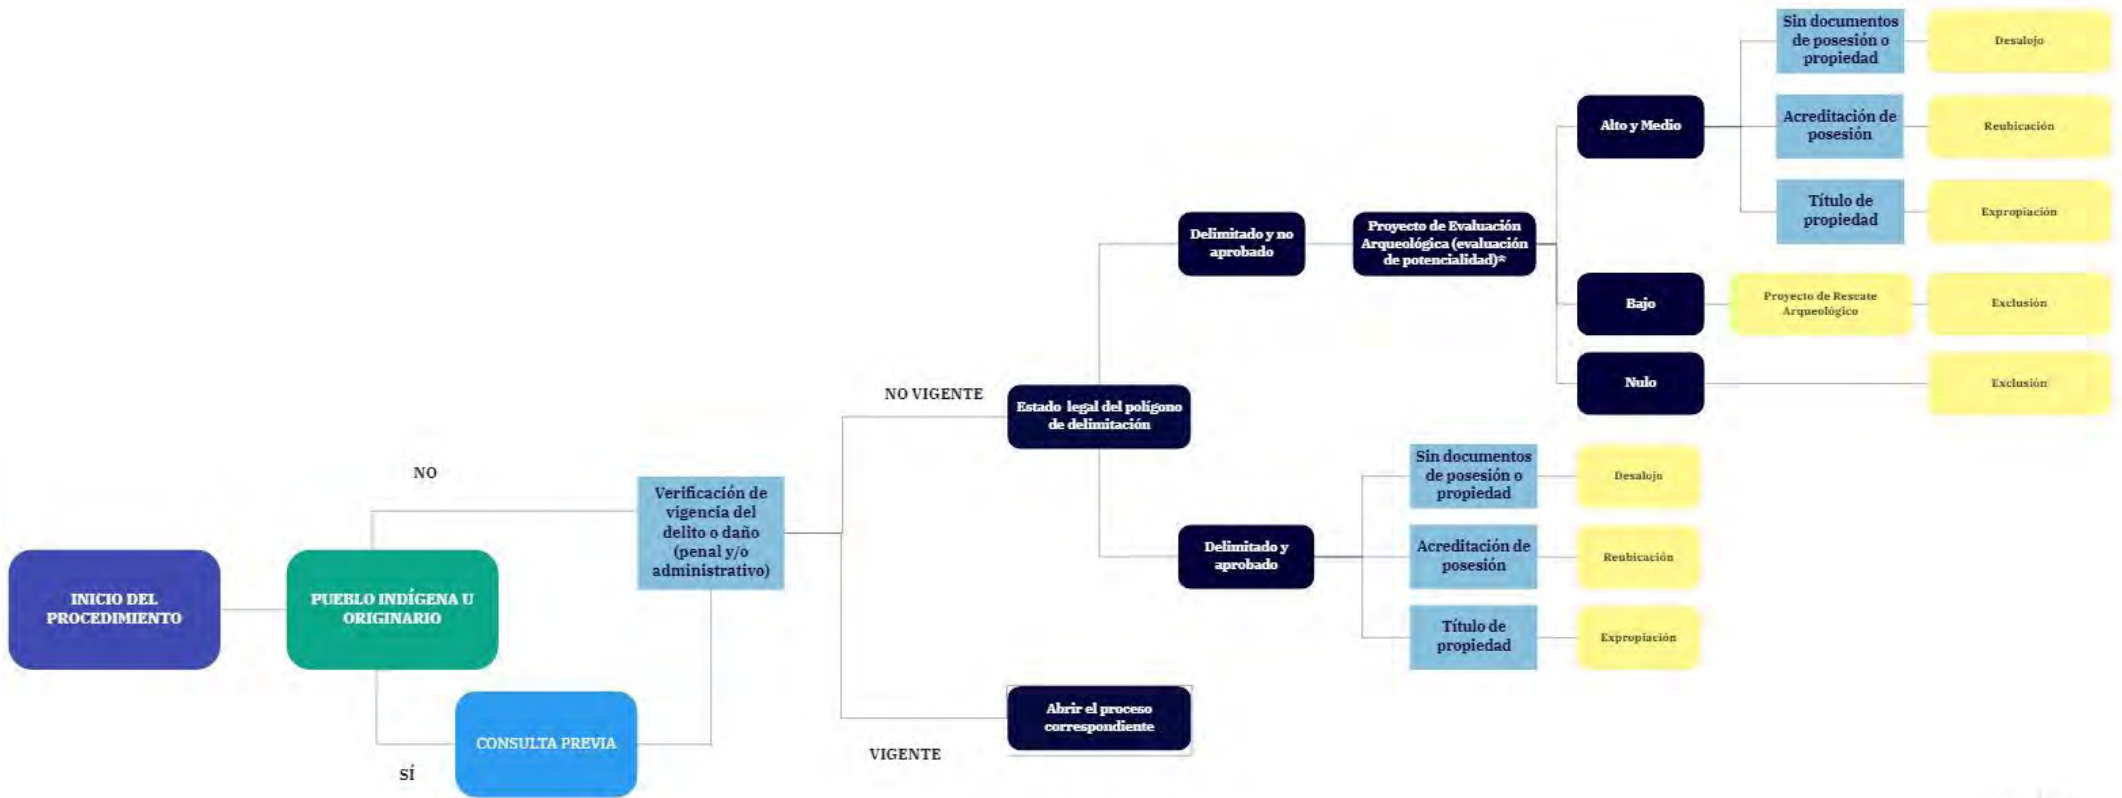 INICIO DEL
PROCEDIMIENTO
PUEBLO INDÍGENA U
ORIGINARIO
NO
SÍ
CONSULTA PREVIA
Verificación de
vigencia del
delito o daño
(penal y/o
administrativo)
NO VIGENTE
VIGENTE
Estado legal del polígono
de delimitación
Abrir el proceso
correspondiente
Delimitado y no
aprobado
Proyecto de Evaluación
Arqueológica (evaluación
de potencialidad)*
Alto y Medio
Sin documentos
de posesión o
propiedad
Desalojo
Acreditación de
posesión
Reubicación
Título de
propiedad
Expropiación
Bajo
Proyecto de Rescate
Arqueológico
Exclusión
Nulo
Exclusión
Delimitado y
aprobado
Sin documentos
de posesión o
propiedad
Desalojo
Acreditación de
posesión
Reubicación
Título de
propiedad
Expropiación